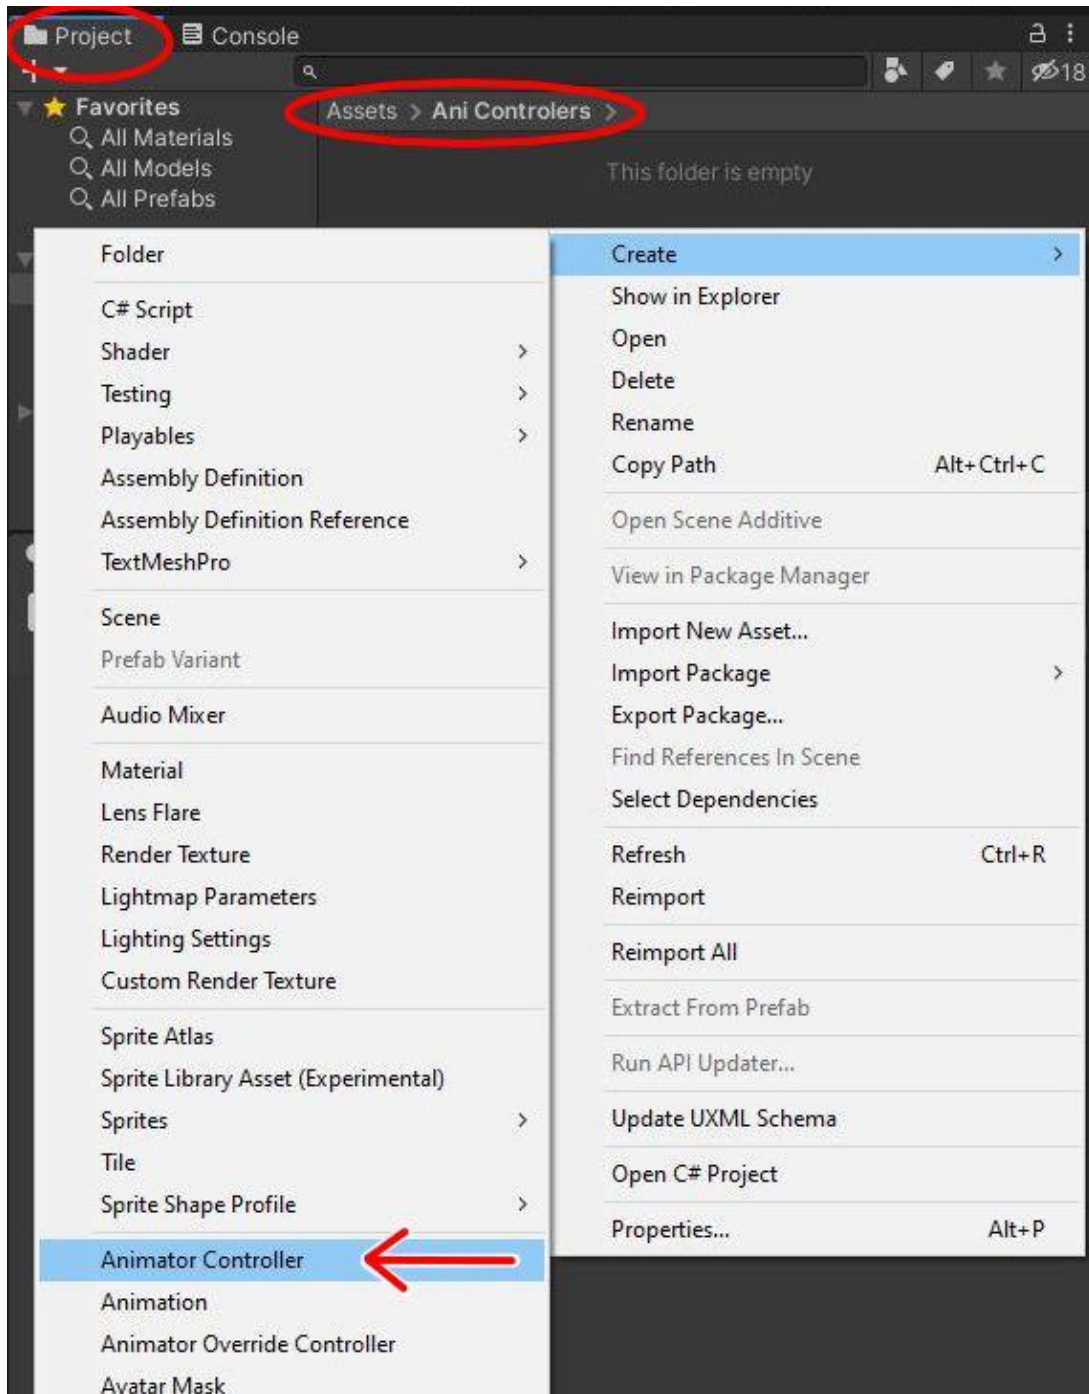 Project
Console
18
Favorites
All Materials
All Models
All Prefabs
Assets > Ani Controlers >
This folder is empty
Folder
C# Script
Shader >
Testing >
Playables >
Assembly Definition
Assembly Definition Reference
TextMeshPro >
Scene
Prefab Variant
Audio Mixer
Material
Lens Flare
Render Texture
Lightmap Parameters
Lighting Settings
Custom Render Texture
Sprite Atlas
Sprite Library Asset (Experimental)
Sprites >
Tile
Sprite Shape Profile >
Animator Controller
Animation
Animator Override Controller
Avatar Mask
Create >
Show in Explorer
Open
Delete
Rename
Copy Path Alt+Ctrl+C
Open Scene Additive
View in Package Manager
Import New Asset...
Import Package >
Export Package...
Find References In Scene
Select Dependencies
Refresh Ctrl+R
Reimport
Reimport All
Extract From Prefab
Run API Updater...
Update UXML Schema
Open C# Project
Properties... Alt+P